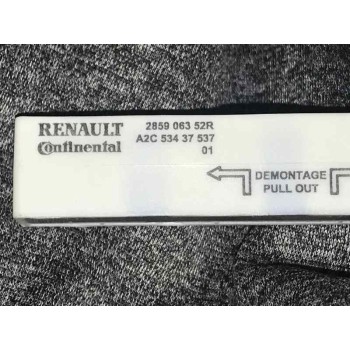 RENAULT
Continental
2859 063 52R
A2C 534 37 537
01
DEMONTAGE
PULL OUT